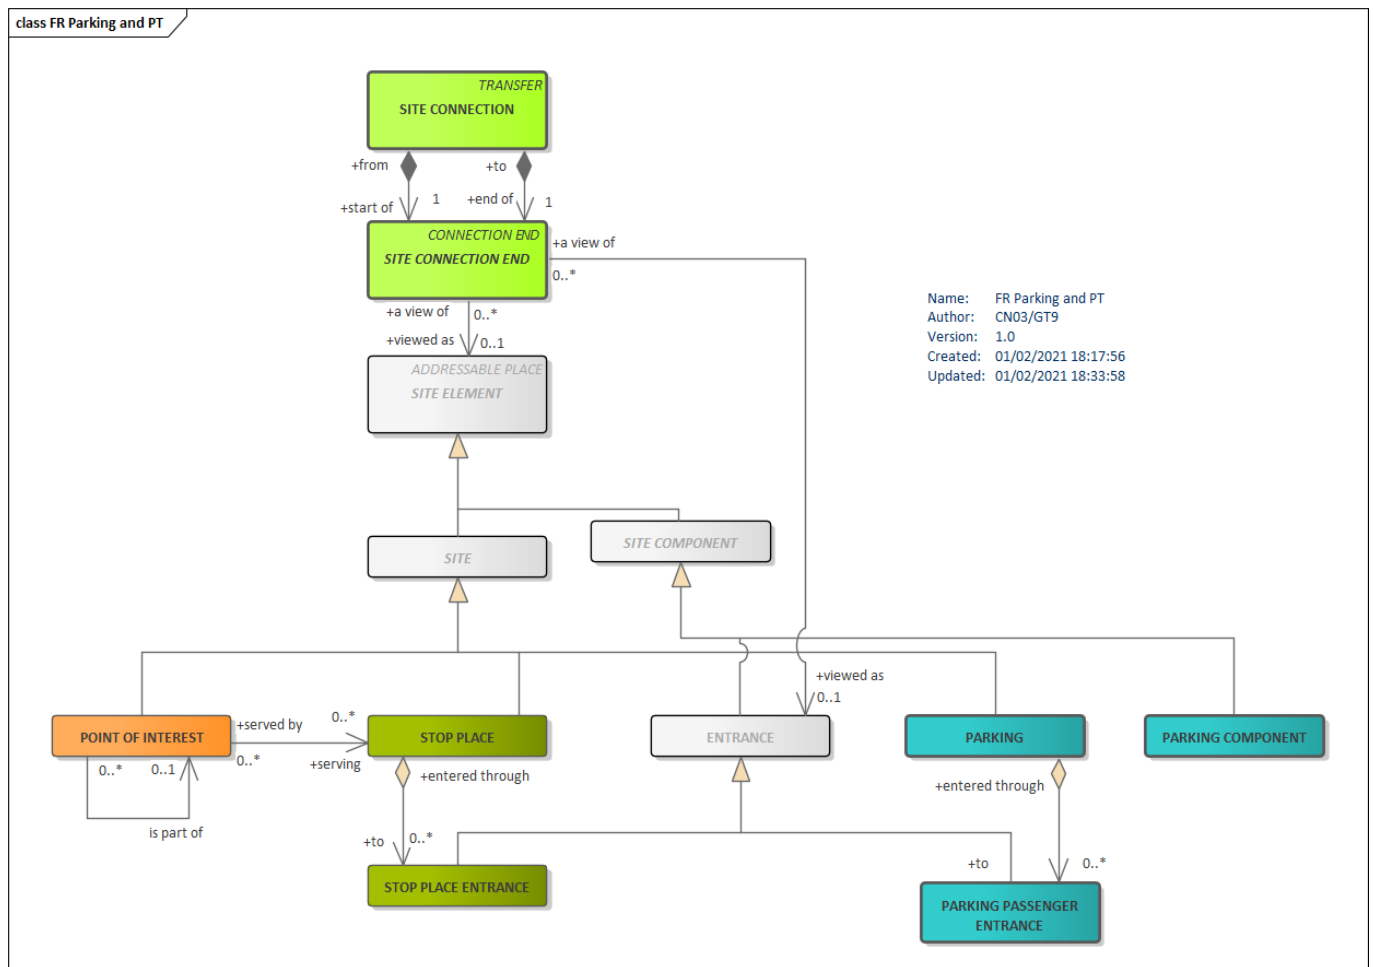 class FR Parking and PT
TRANSFER
SITE CONNECTION
+from
+to
+start of
1
+end of
1
CONNECTION END
SITE CONNECTION END
+a view of
0..*
+a view of
0..*
+viewed as
0..1
ADDRESSABLE PLACE
SITE ELEMENT
Name: FR Parking and PT
Author: CN03/GT9
Version: 1.0
Created: 01/02/2021 18:17:56
Updated: 01/02/2021 18:33:58
SITE
SITE COMPONENT
+viewed as
0..1
POINT OF INTEREST
+served by
0..*
0..*
+serving
STOP PLACE
ENTRANCE
PARKING
PARKING COMPONENT
0..*
0..1
is part of
+entered through
+to
0..*
+entered through
+to
0..*
STOP PLACE ENTRANCE
PARKING PASSENGER
ENTRANCE